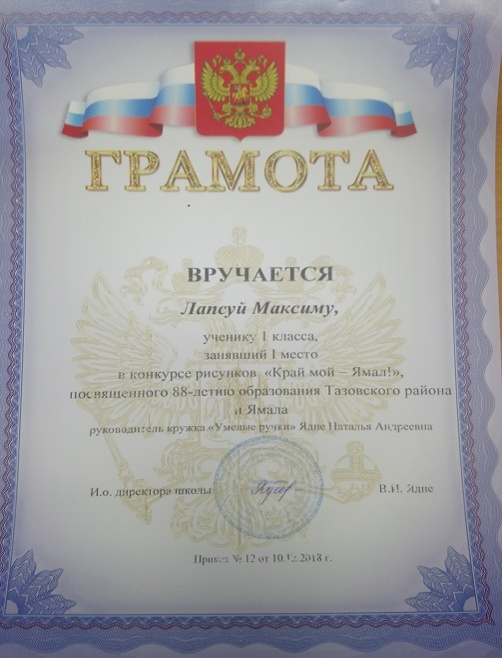 ГРАМОТА
ВРУЧАЕТСЯ
Лапсуй Максиму,
ученику 1 класса,
занявший I место
в конкурсе рисунков «Край мой – Ямал!»,
посвященного 88-летию образования Тазовского района
и Ямала
руководитель кружка «Умелые ручки» Ядне Наталья Андреевна
И.о. директора школы В.И. Ядне
Приказ № 12 от 10.12.2018 г.